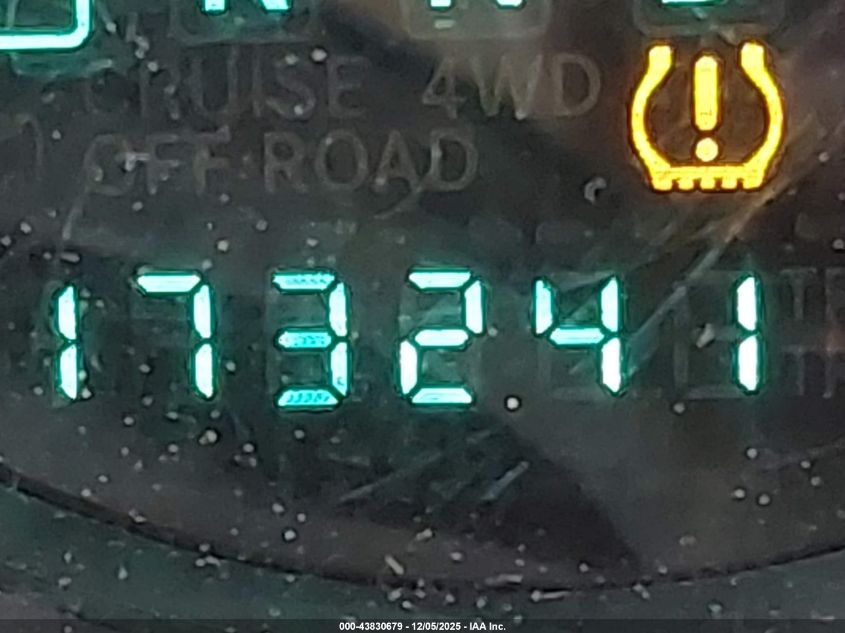 CRUISE 4WD
OFF ROAD
173241
000-43830679 - 12/05/2025 - IAA Inc.